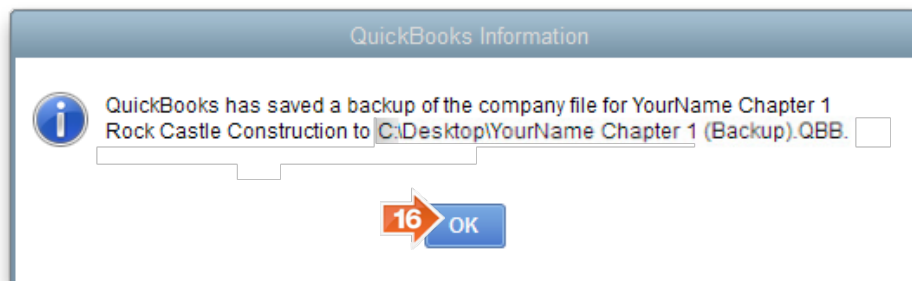 QuickBooks Information
QuickBooks has saved a backup of the company file for YourName Chapter 1
Rock Castle Construction to C:\Desktop\YourName Chapter 1 (Backup).QBB.
16
OK